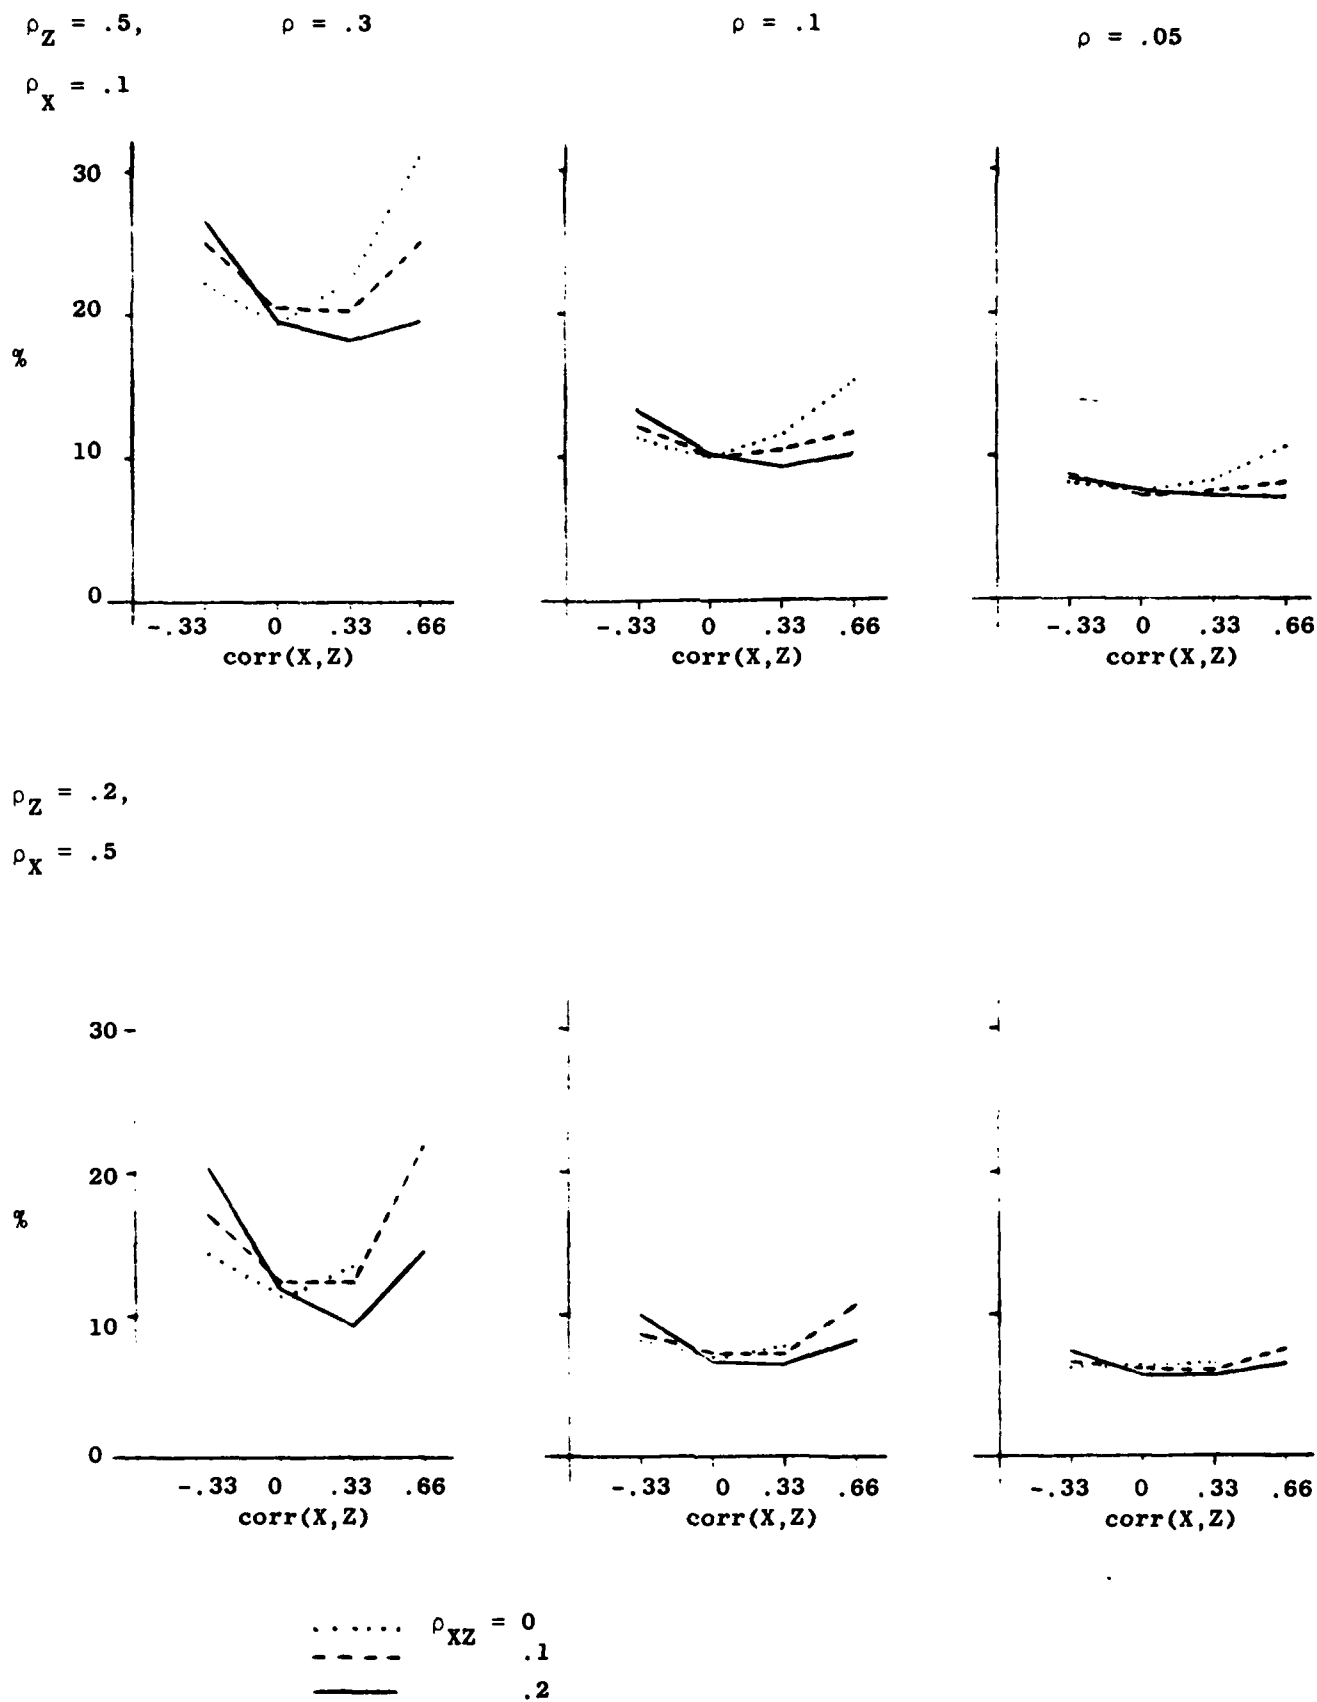 ρZ = .5, ρ = .3 ρ = .1 ρ = .05
ρX = .1
30
20
%
10
0
-.33 0 .33 .66 -.33 0 .33 .66 -.33 0 .33 .66
corr(X,Z) corr(X,Z) corr(X,Z)
ρZ = .2,
ρX = .5
30
20
%
10
0
-.33 0 .33 .66 -.33 0 .33 .66 -.33 0 .33 .66
corr(X,Z) corr(X,Z) corr(X,Z)
ρXZ = 0
.1
.2